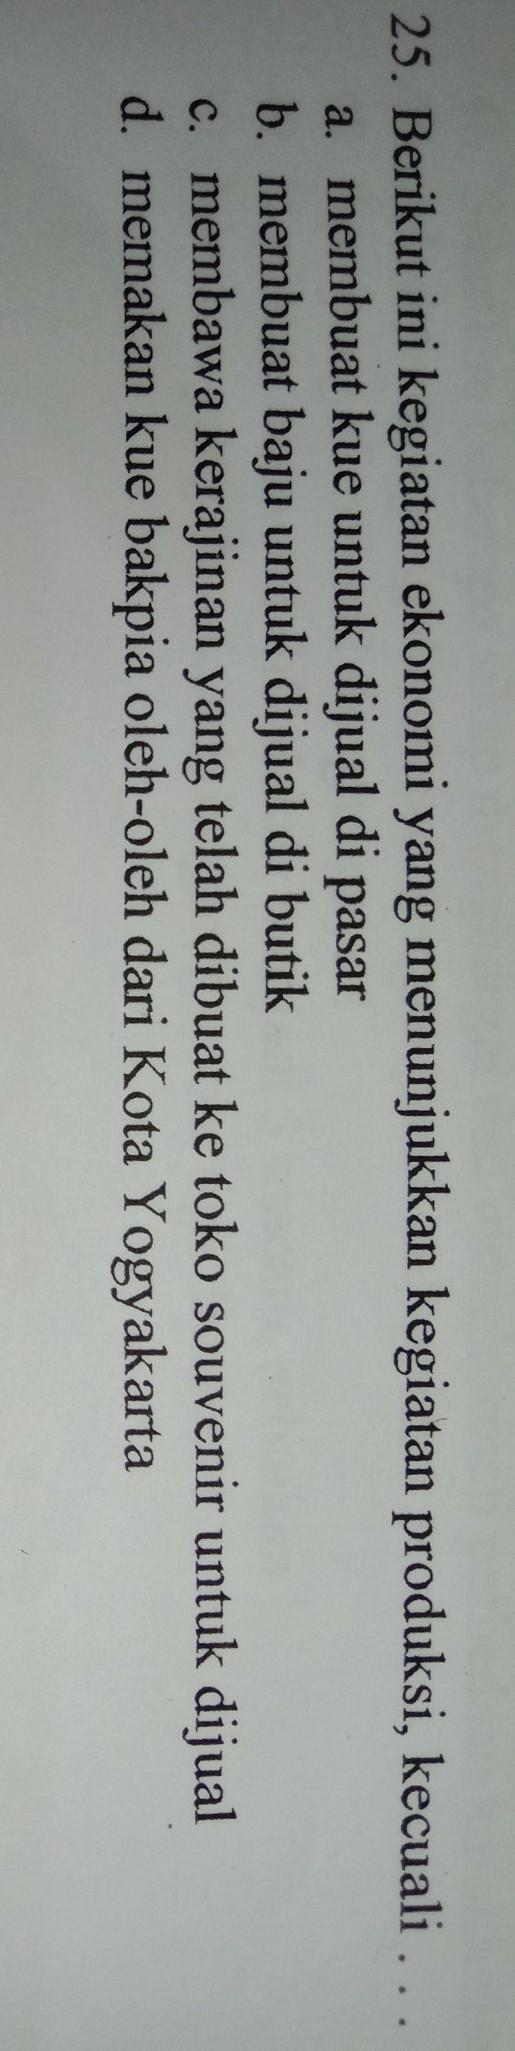 25. Berikut ini kegiatan ekonomi yang menunjukkan kegiatan produksi, kecuali . . .
a. membuat kue untuk dijual di pasar
b. membuat baju untuk dijual di butik
c. membawa kerajinan yang telah dibuat ke toko souvenir untuk dijual
d. memakan kue bakpia oleh-oleh dari Kota Yogyakarta